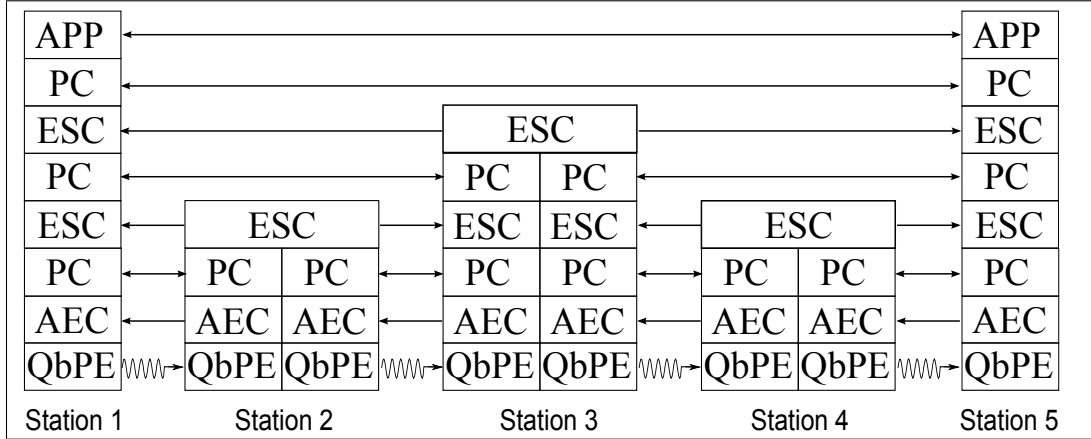 APP APP
PC PC
ESC ESC ESC
PC PC PC PC
ESC ESC ESC ESC ESC ESC
PC PC PC PC PC PC PC PC
AEC AEC AEC AEC AEC AEC AEC AEC
QbPE QbPE QbPE QbPE QbPE QbPE QbPE QbPE
Station 1 Station 2 Station 3 Station 4 Station 5